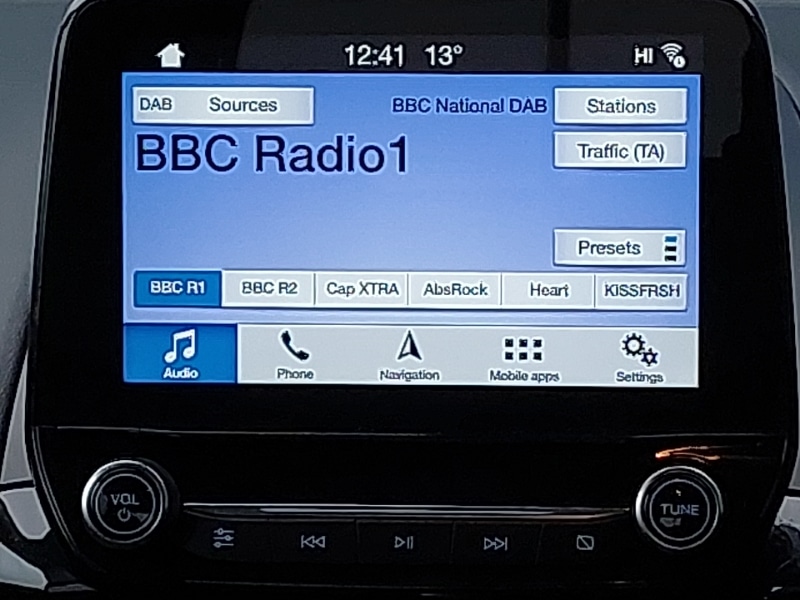 12:41 13° HI
DAB Sources BBC National DAB Stations
BBC Radio1 Traffic (TA)
Presets
BBC R1 BBC R2 Cap XTRA AbsRock Heart KISSFRSH
Audio Phone Navigation Mobile apps Settings
VOL TUNE